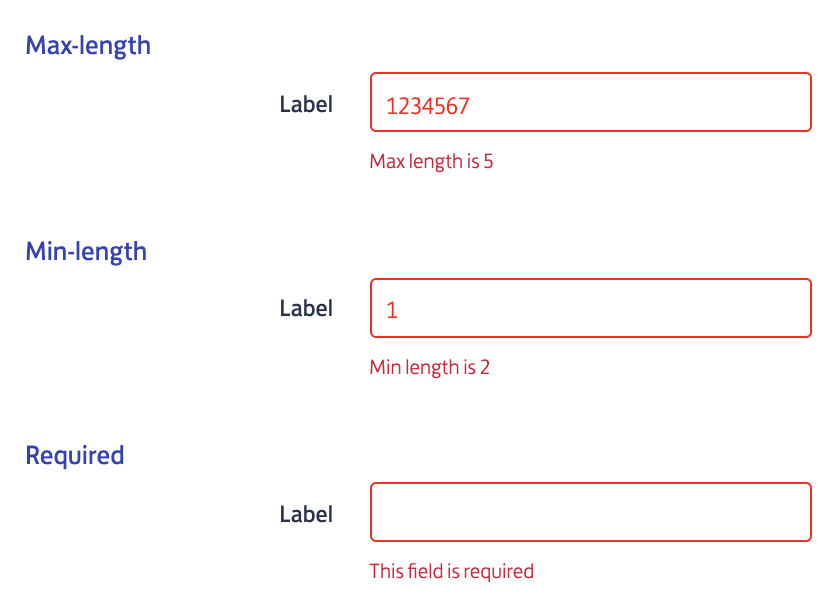 Max-length
Label 1234567
Max length is 5
Min-length
Label 1
Min length is 2
Required
Label
This field is required